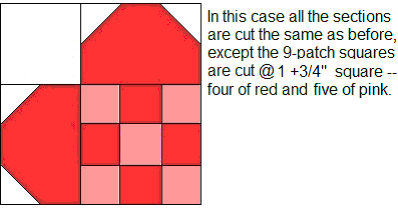 In this case all the sections
are cut the same as before,
except the 9-patch squares
are cut @ 1 +3/4" square --
four of red and five of pink.